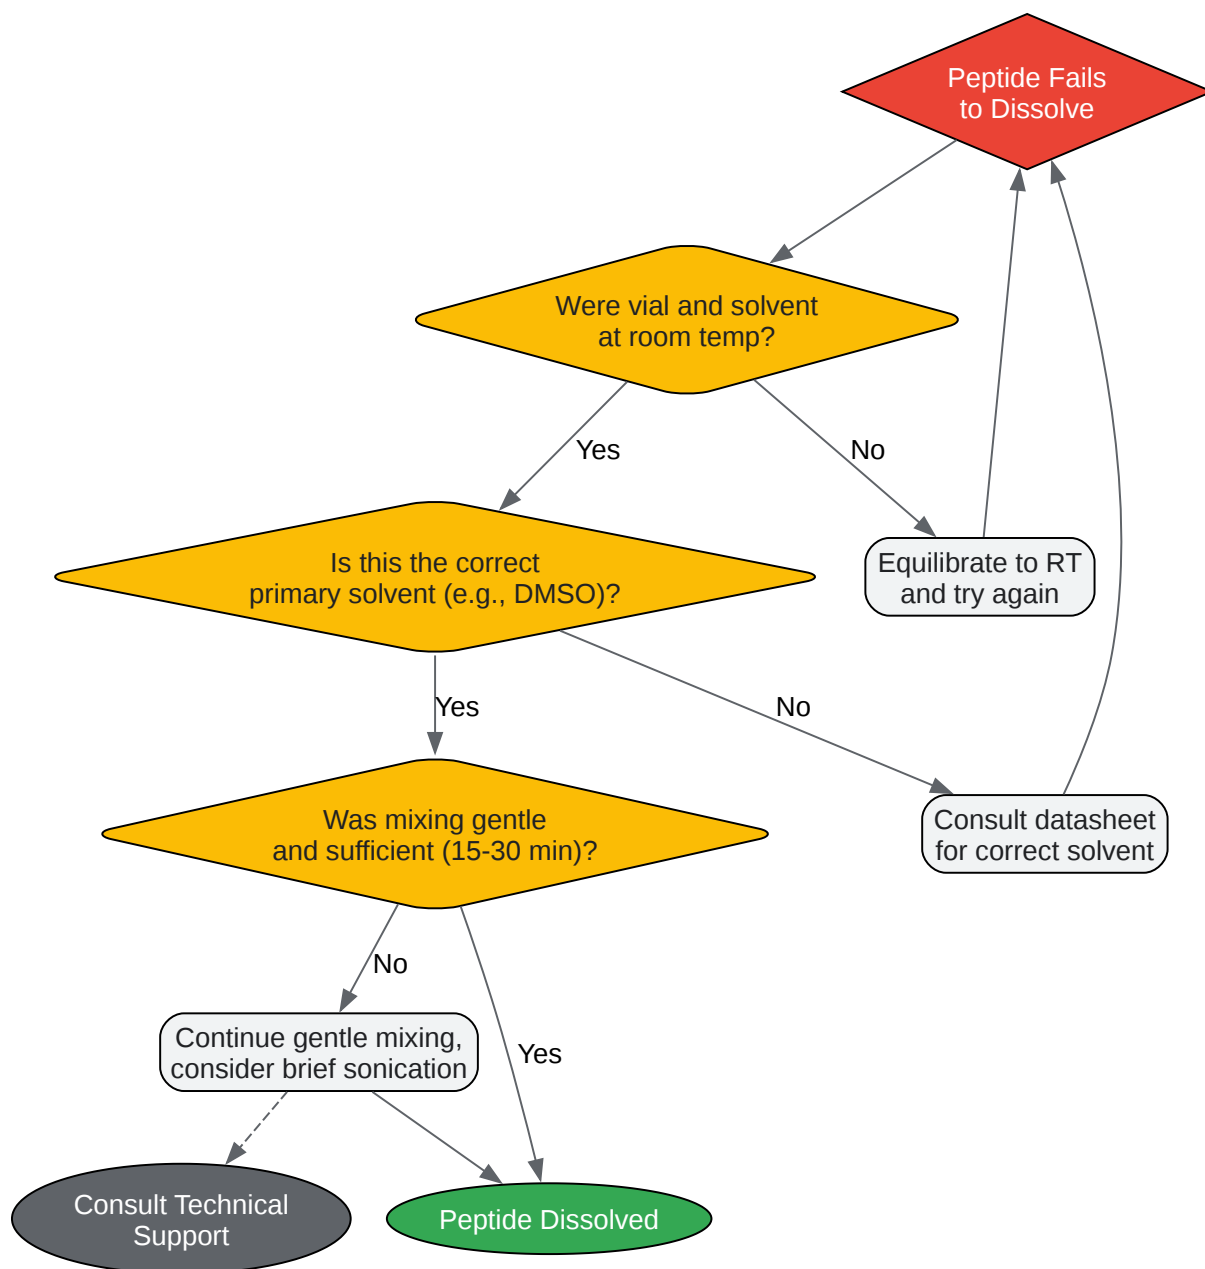 Peptide Fails
to Dissolve
Were vial and solvent
at room temp?
Yes
No
Is this the correct
primary solvent (e.g., DMSO)?
Equilibrate to RT
and try again
Yes
No
Was mixing gentle
and sufficient (15-30 min)?
Consult datasheet
for correct solvent
No
Continue gentle mixing,
consider brief sonication
Yes
Consult Technical
Support
Peptide Dissolved